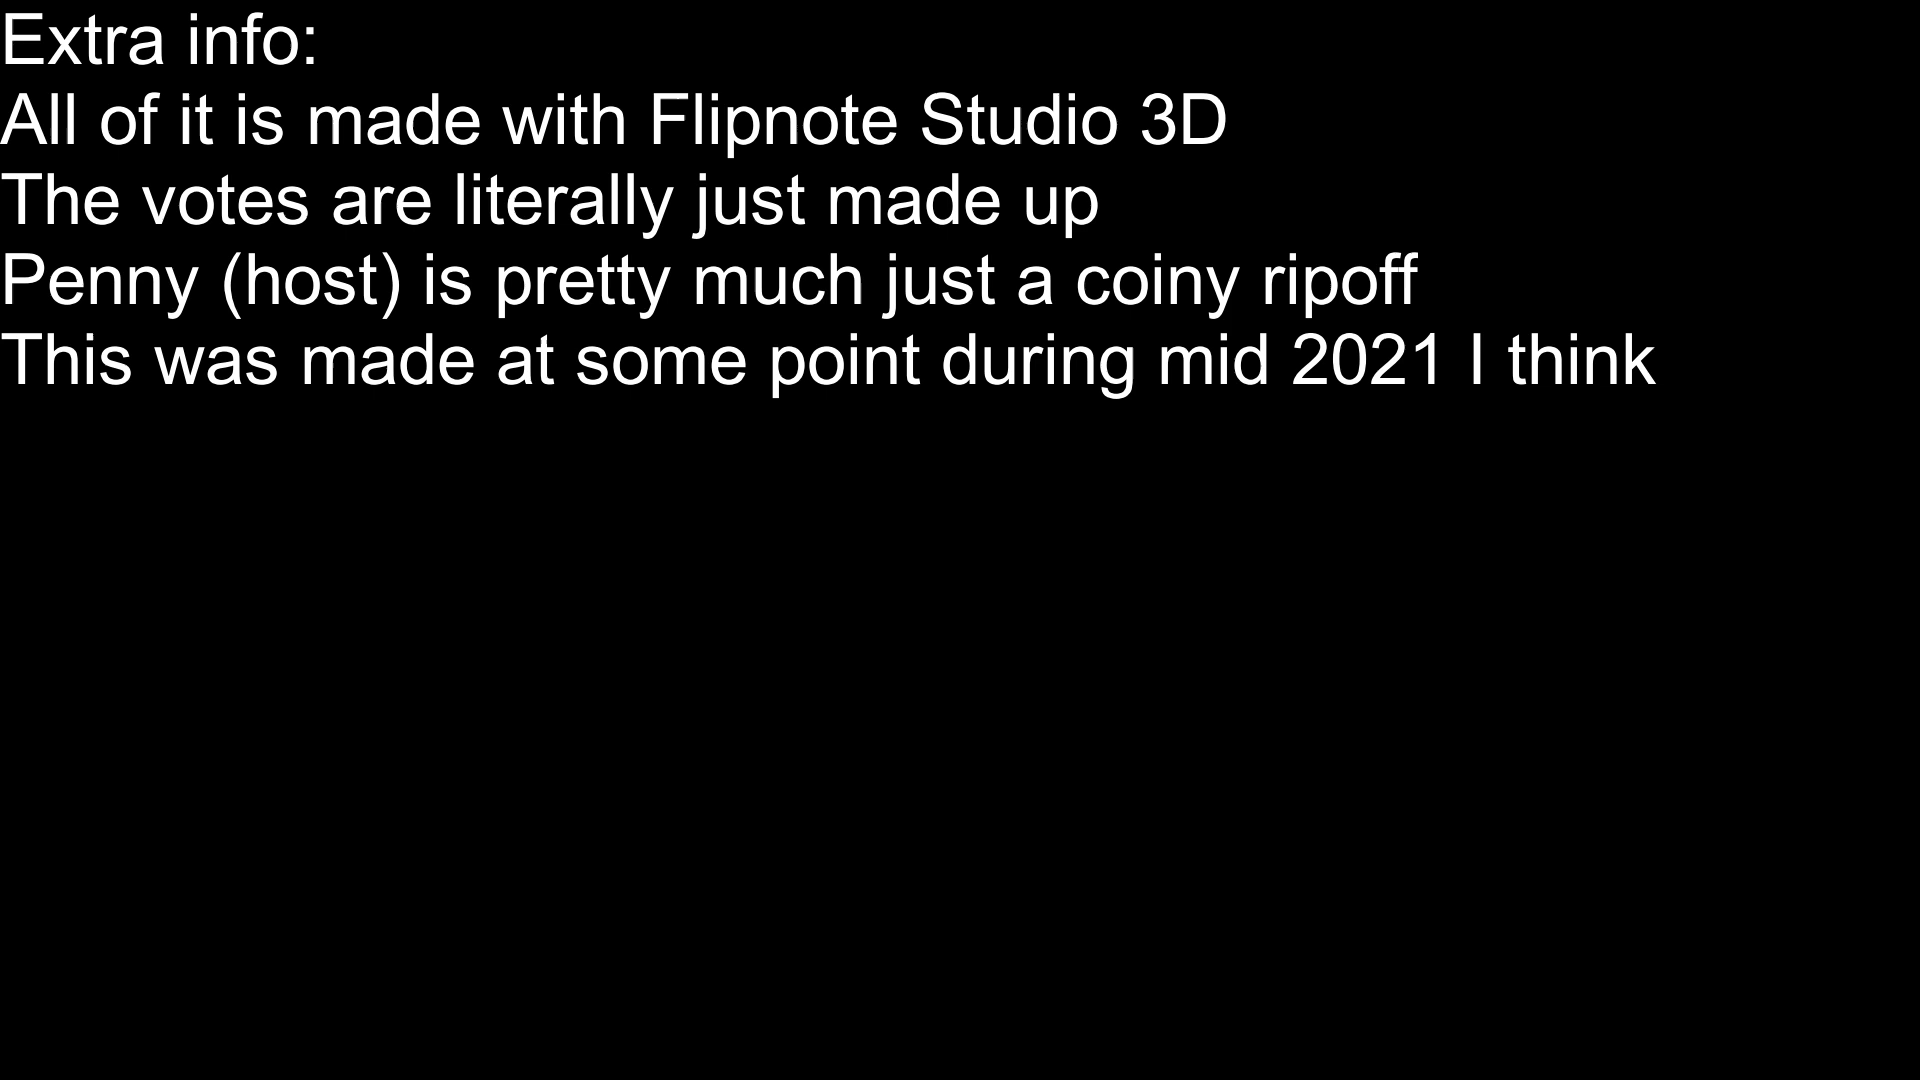 Extra info:
All of it is made with Flipnote Studio 3D
The votes are literally just made up
Penny (host) is pretty much just a coiny ripoff
This was made at some point during mid 2021 I think